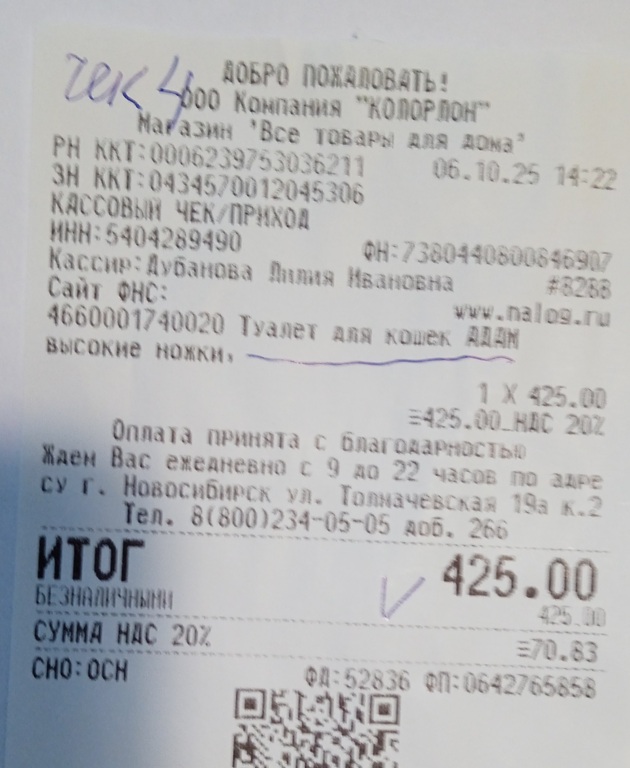 ДОБРО ПОЖАЛОВАТЬ!
чек 4
ООО Компания "КОЛОРЛОН"
Магазин "Все товары для дома"
РН ККТ:0006239753036211 06.10.25 14:22
ЗН ККТ:0434570012045306
КАССОВЫЙ ЧЕК/ПРИХОД
ИНН:5404289490 ФН:7380440800846907
Кассир:Дубанова Лилия Ивановна #8288
Сайт ФНС: www.nalog.ru
4660001740020 Туалет для кошек АДАМ
высокие ножки,
1 X 425.00
=425.00_НДС 20%
Оплата принята с благодарностью
Ждем Вас ежедневно с 9 до 22 часов по адре
су г. Новосибирск ул. Толмачевская 19а к.2
Тел. 8(800)234-05-05 доб. 266
ИТОГ 425.00
БЕЗНАЛИЧНЫМИ 425.00
СУММА НДС 20% =70.83
СНО:ОСН ФД:52836 ФП:0642765858